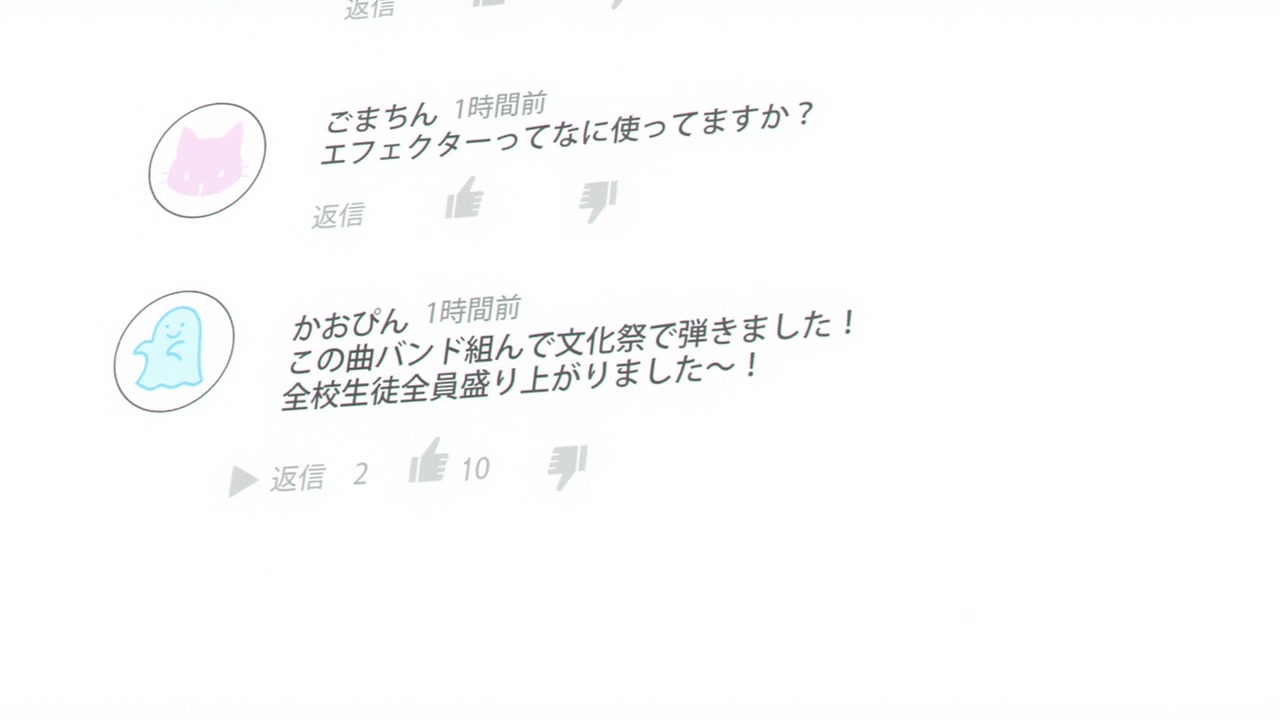 返信
ごまちん 1時間前
エフェクターってなに使ってますか？
返信
かおぴん 1時間前
この曲バンド組んで文化祭で弾きました！
全校生徒全員盛り上がりました〜！
返信 2 10